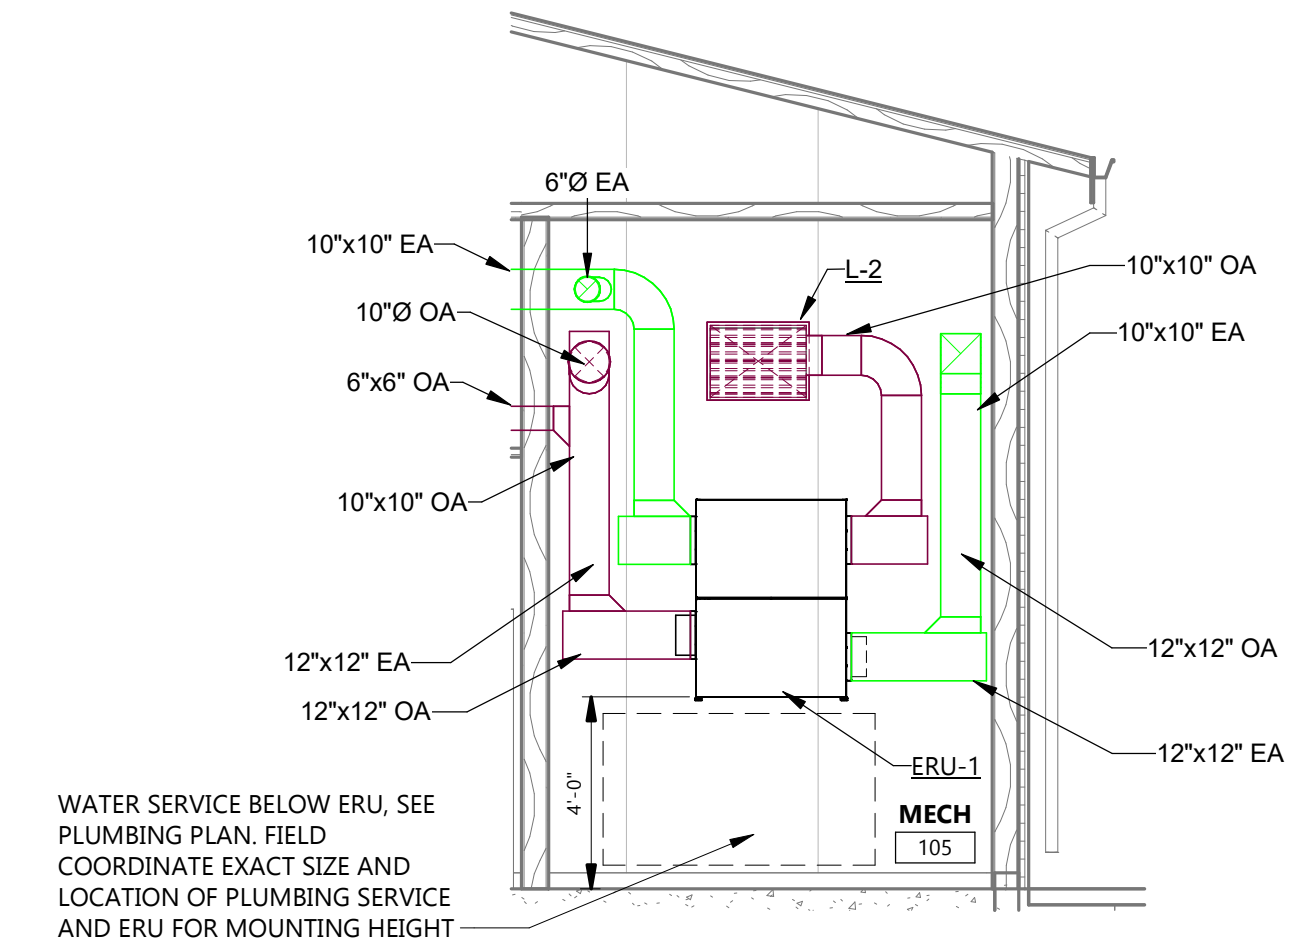 6"Ø EA
10"x10" EA
L-2
10"x10" OA
10"Ø OA
10"x10" EA
6"x6" OA
10"x10" OA
12"x12" EA
12"x12" OA
12"x12" OA
12"x12" EA
ERU-1
4'-0"
MECH
105
WATER SERVICE BELOW ERU, SEE
PLUMBING PLAN. FIELD
COORDINATE EXACT SIZE AND
LOCATION OF PLUMBING SERVICE
AND ERU FOR MOUNTING HEIGHT